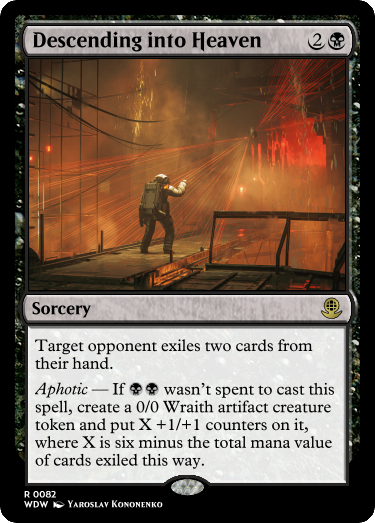 Descending into Heaven 2
Sorcery
Target opponent exiles two cards from
their hand.
Aphotic — If wasn't spent to cast this
spell, create a 0/0 Wraith artifact creature
token and put X +1/+1 counters on it,
where X is six minus the total mana value
of cards exiled this way.
R 0082
WDW Yaroslav Kononenko